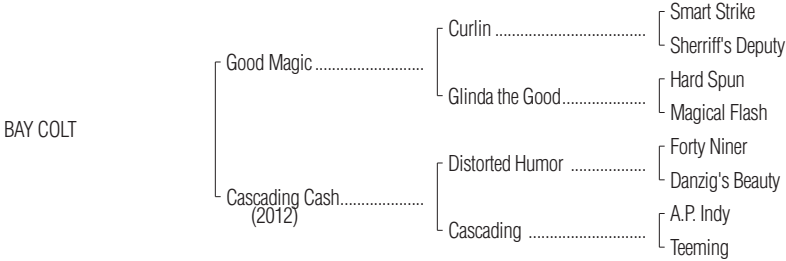 Smart Strike
Curlin ....................................
Sherriff's Deputy
Good Magic ..........................
Hard Spun
Glinda the Good....................
Magical Flash
BAY COLT
Forty Niner
Distorted Humor ..................
Danzig's Beauty
Cascading Cash....................
(2012)
A.P. Indy
Cascading ............................
Teeming